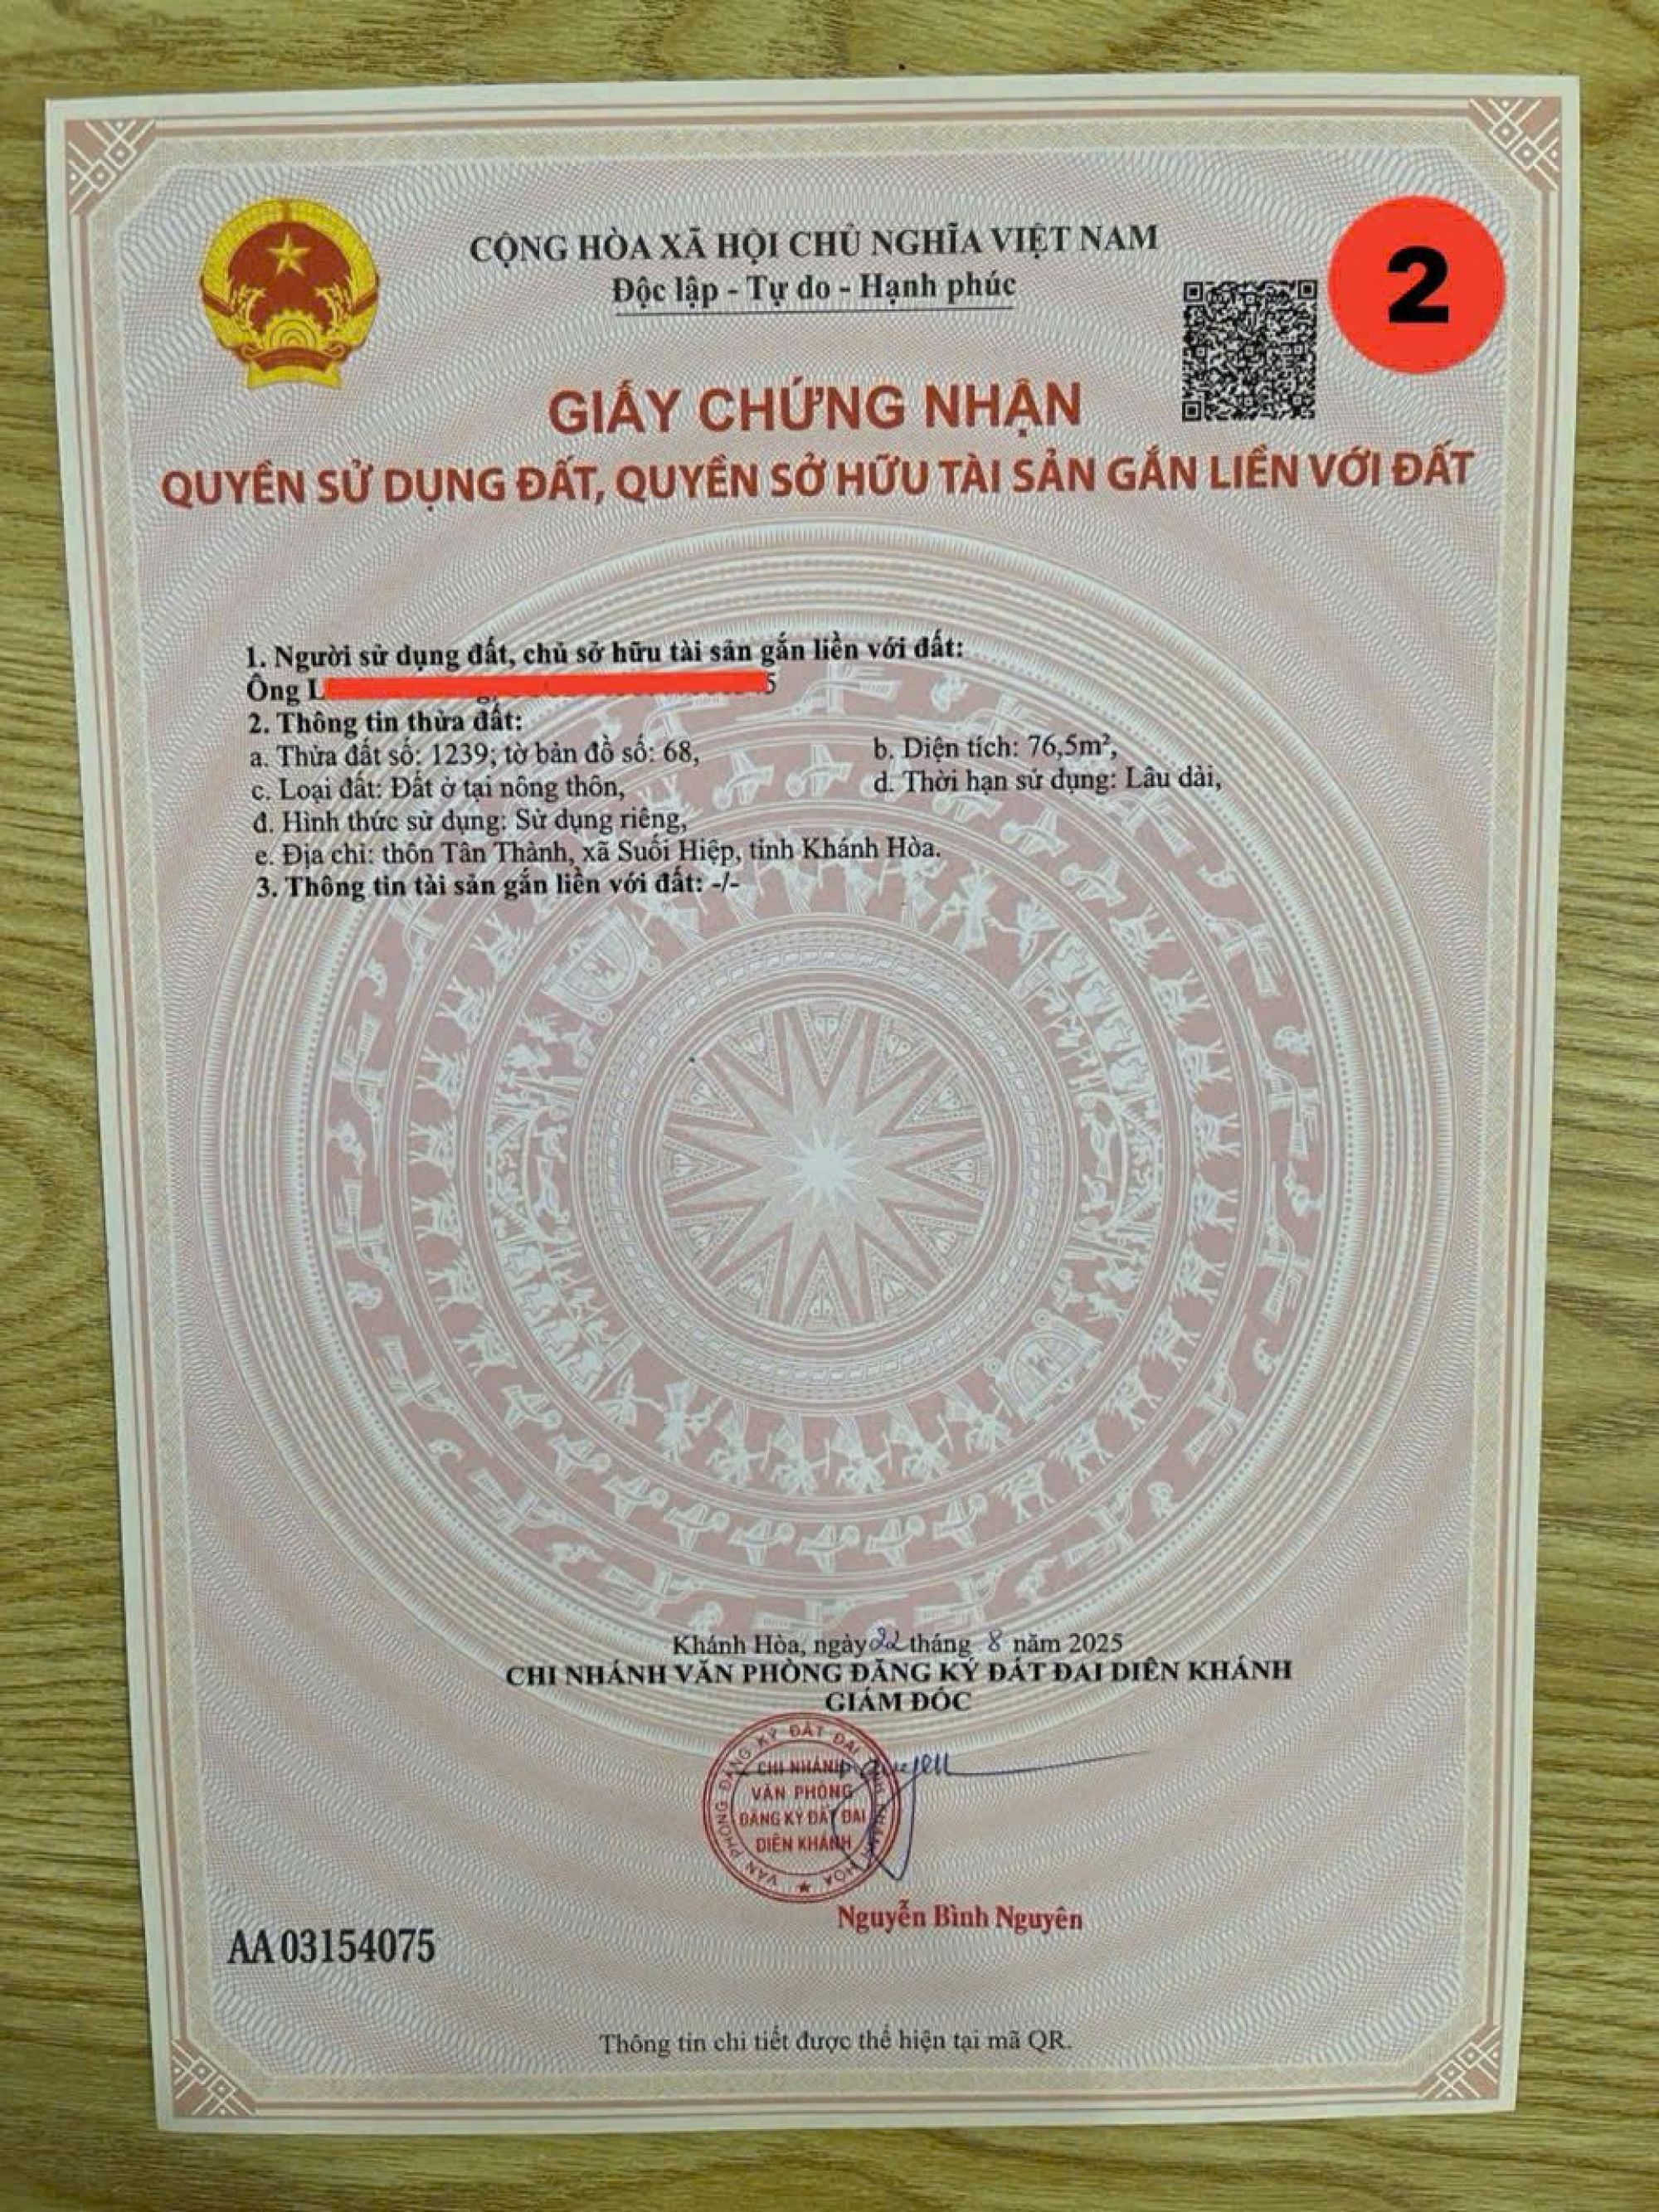 CỘNG HÒA XÃ HỘI CHỦ NGHĨA VIỆT NAM
Độc lập - Tự do - Hạnh phúc
2
GIẤY CHỨNG NHẬN
QUYỀN SỬ DỤNG ĐẤT, QUYỀN SỞ HỮU TÀI SẢN GẮN LIỀN VỚI ĐẤT
1. Người sử dụng đất, chủ sở hữu tài sản gắn liền với đất:
Ông L 5
2. Thông tin thửa đất:
a. Thửa đất số: 1239; tờ bản đồ số: 68, b. Diện tích: 76,5m²,
c. Loại đất: Đất ở tại nông thôn, d. Thời hạn sử dụng: Lâu dài,
đ. Hình thức sử dụng: Sử dụng riêng,
e. Địa chỉ: thôn Tân Thành, xã Suối Hiệp, tỉnh Khánh Hòa.
3. Thông tin tài sản gắn liền với đất: -/-
Khánh Hòa, ngày 22 tháng 8 năm 2025
CHI NHÁNH VĂN PHÒNG ĐĂNG KÝ ĐẤT ĐAI DIÊN KHÁNH
GIÁM ĐỐC
VĂN PHÒNG ĐĂNG KÝ ĐẤT ĐAI
CHI NHÁNH
VĂN PHÒNG
ĐĂNG KÝ ĐẤT ĐAI
DIÊN KHÁNH
Nguyễn Bình Nguyên
AA 03154075
Thông tin chi tiết được thể hiện tại mã QR.